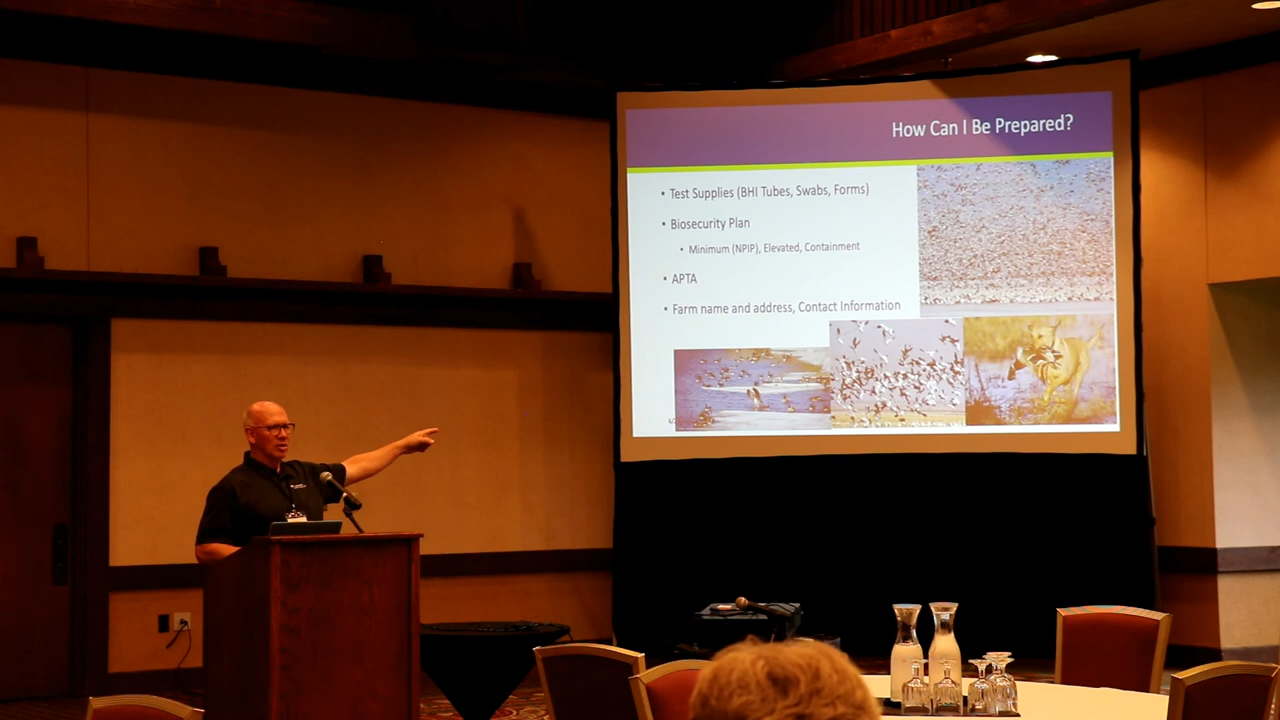 How Can I Be Prepared?
• Test Supplies (BHI Tubes, Swabs, Forms)
• Biosecurity Plan
• Minimum (NPIP), Elevated, Containment
• APTA
• Farm name and address, Contact Information